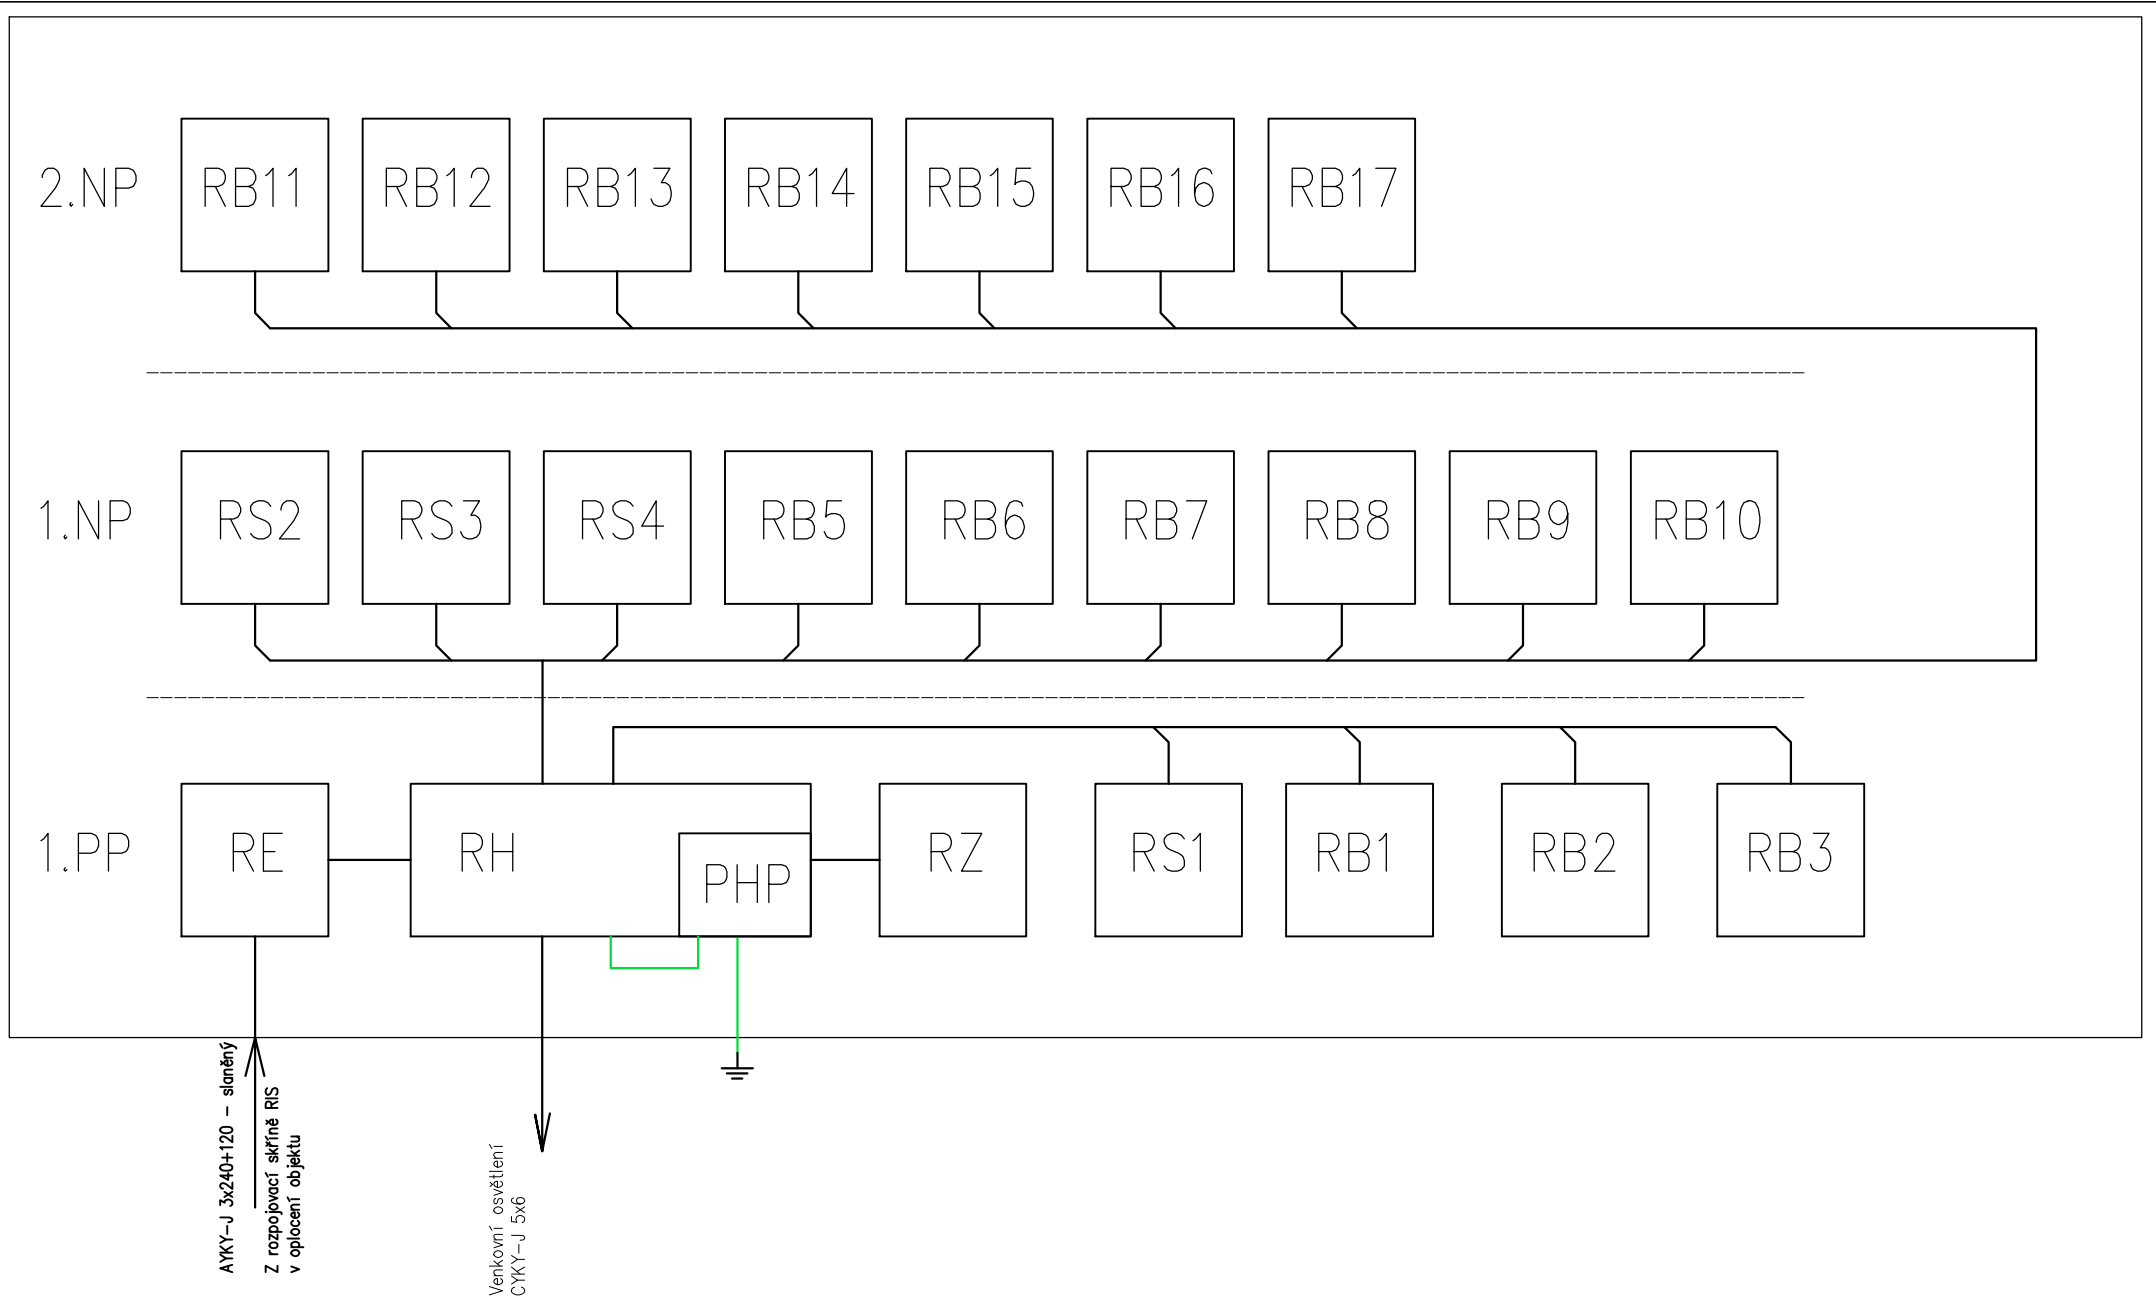 2.NP RB11 RB12 RB13 RB14 RB15 RB16 RB17
1.NP RS2 RS3 RS4 RB5 RB6 RB7 RB8 RB9 RB10
1.PP RE RH PHP RZ RS1 RB1 RB2 RB3
AYKY-J 3x240+120 - slaněný
Z rozpojovací skříně RIS
v oplocení objektu
Venkovní osvětlení
CYKY-J 5x6